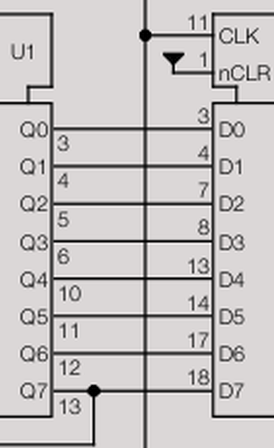 11 CLK
U1
1 nCLR
Q0 3 3 D0
Q1 4 4 D1
Q2 5 7 D2
Q3 6 8 D3
Q4 10 13 D4
Q5 11 14 D5
Q6 12 17 D6
Q7 13 18 D7